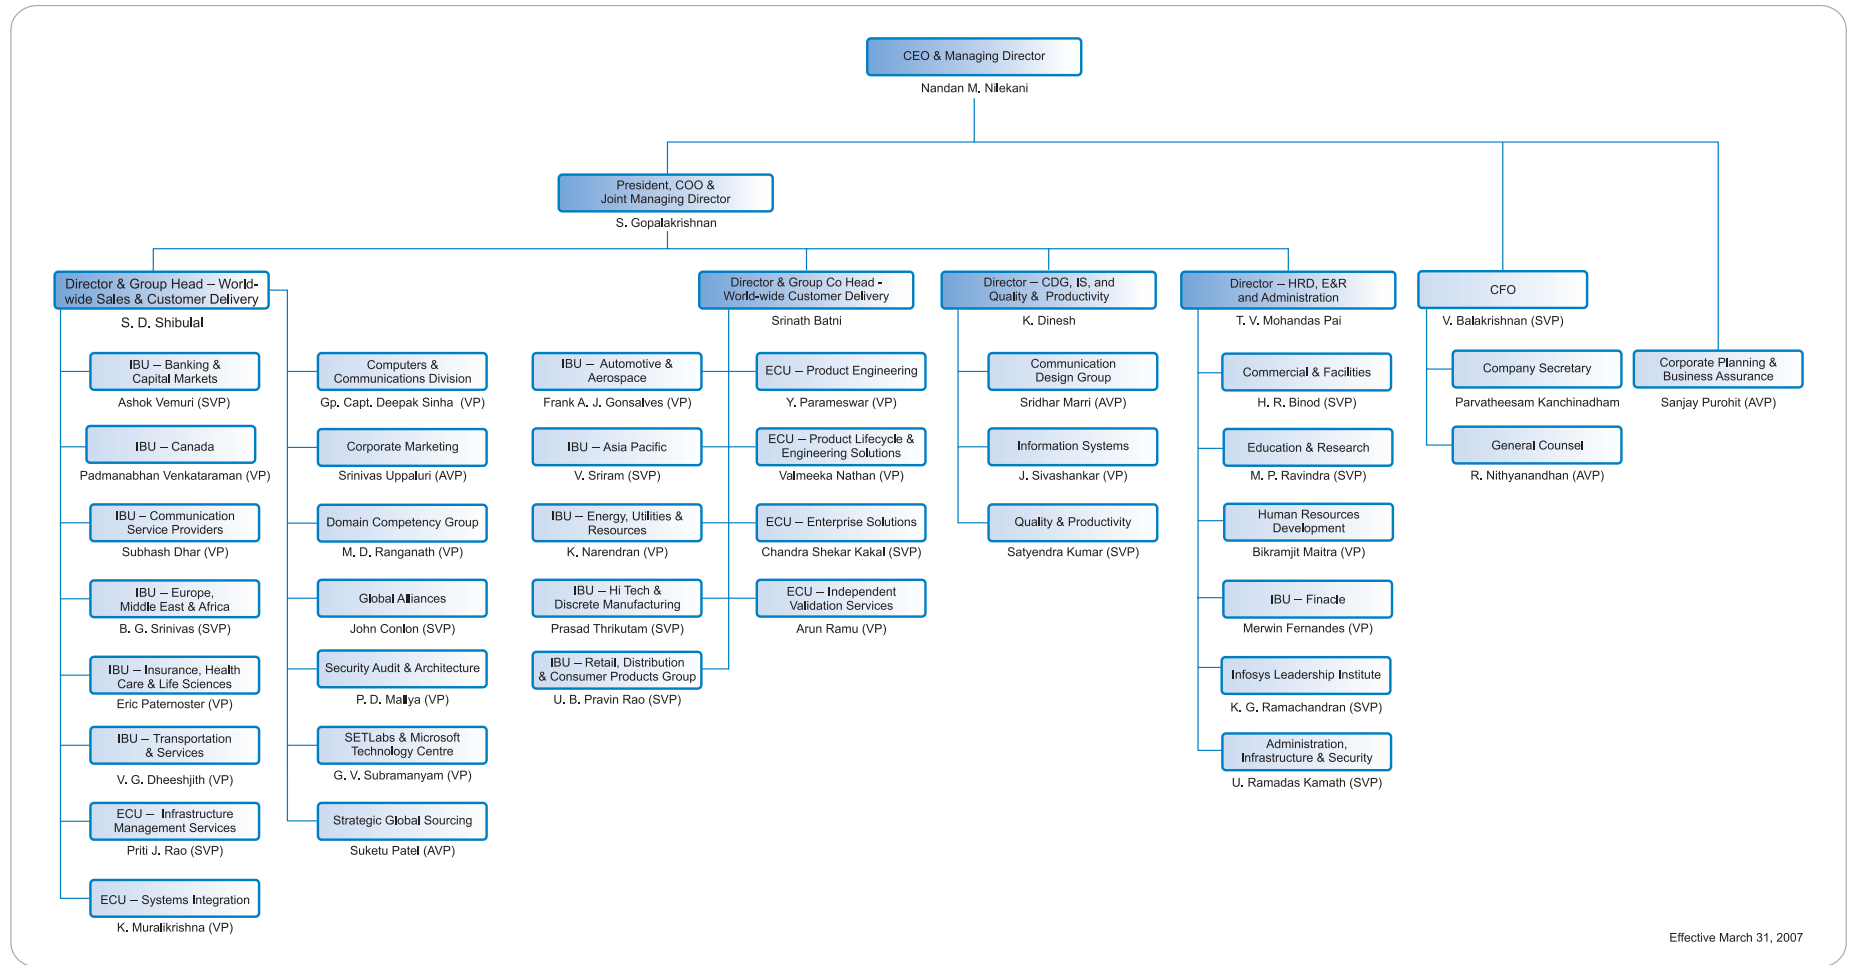 CEO & Managing Director
Nandan M. Nilekani
President, COO &
Joint Managing Director
S. Gopalakrishnan
Director & Group Head – World-
wide Sales & Customer Delivery
S. D. Shibulal
IBU – Banking &
Capital Markets
Ashok Vemuri (SVP)
IBU – Canada
Padmanabhan Venkataraman (VP)
IBU – Communication
Service Providers
Subhash Dhar (VP)
IBU – Europe,
Middle East & Africa
B. G. Srinivas (SVP)
IBU – Insurance, Health
Care & Life Sciences
Eric Paternoster (VP)
IBU – Transportation
& Services
V. G. Dheeshjith (VP)
ECU – Infrastructure
Management Services
Priti J. Rao (SVP)
ECU – Systems Integration
K. Muralikrishna (VP)
Computers &
Communications Division
Gp. Capt. Deepak Sinha (VP)
Corporate Marketing
Srinivas Uppaluri (AVP)
Domain Competency Group
M. D. Ranganath (VP)
Global Alliances
John Conlon (SVP)
Security Audit & Architecture
P. D. Mallya (VP)
SETLabs & Microsoft
Technology Centre
G. V. Subramanyam (VP)
Strategic Global Sourcing
Suketu Patel (AVP)
Director & Group Co Head -
World-wide Customer Delivery
Srinath Batni
IBU – Automotive &
Aerospace
Frank A. J. Gonsalves (VP)
IBU – Asia Pacific
V. Sriram (SVP)
IBU – Energy, Utilities &
Resources
K. Narendran (VP)
IBU – Hi Tech &
Discrete Manufacturing
Prasad Thrikutam (SVP)
IBU – Retail, Distribution
& Consumer Products Group
U. B. Pravin Rao (SVP)
ECU – Product Engineering
Y. Parameswar (VP)
ECU – Product Lifecycle &
Engineering Solutions
Valmeeka Nathan (VP)
ECU – Enterprise Solutions
Chandra Shekar Kakal (SVP)
ECU – Independent
Validation Services
Arun Ramu (VP)
Director – CDG, IS, and
Quality & Productivity
K. Dinesh
Communication
Design Group
Sridhar Marri (AVP)
Information Systems
J. Sivashankar (VP)
Quality & Productivity
Satyendra Kumar (SVP)
Director – HRD, E&R
and Administration
T. V. Mohandas Pai
Commercial & Facilities
H. R. Binod (SVP)
Education & Research
M. P. Ravindra (SVP)
Human Resources
Development
Bikramjit Maitra (VP)
IBU – Finacle
Merwin Fernandes (VP)
Infosys Leadership Institute
K. G. Ramachandran (SVP)
Administration,
Infrastructure & Security
U. Ramadas Kamath (SVP)
CFO
V. Balakrishnan (SVP)
Company Secretary
Parvatheesam Kanchinadham
General Counsel
R. Nithyanandhan (AVP)
Corporate Planning &
Business Assurance
Sanjay Purohit (AVP)
Effective March 31, 2007